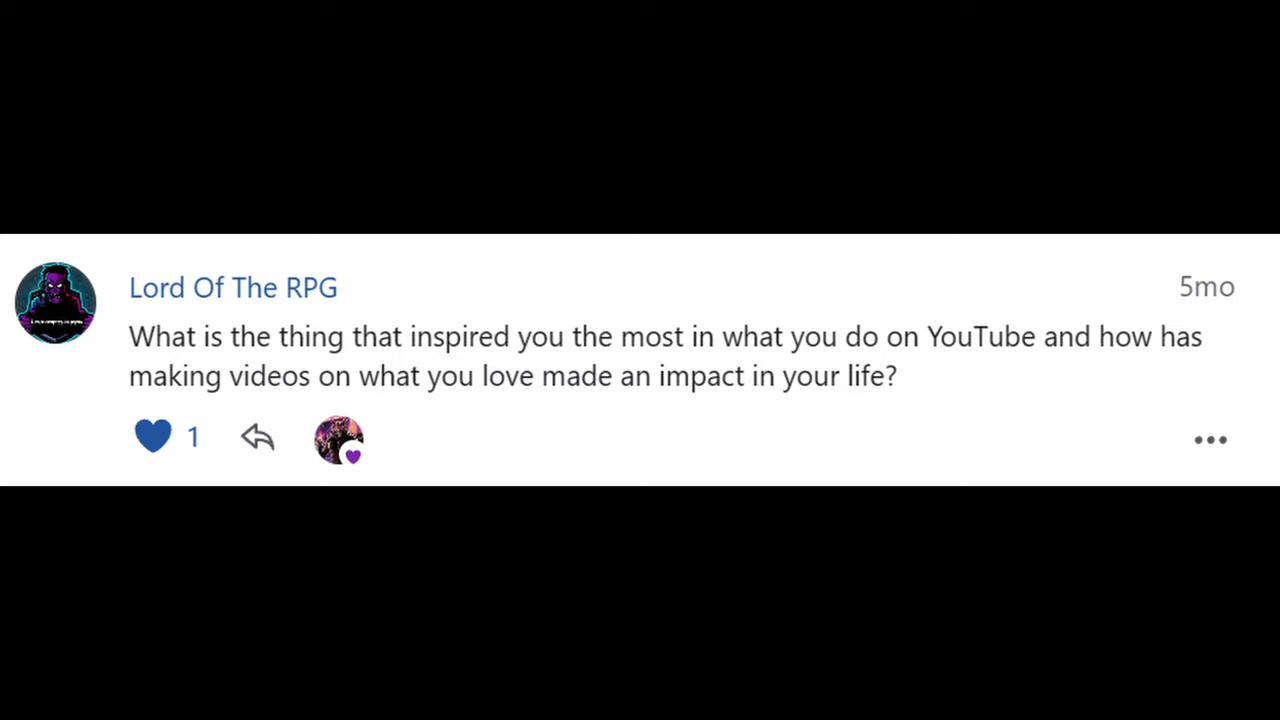 Lord Of The RPG
5mo
What is the thing that inspired you the most in what you do on YouTube and how has
making videos on what you love made an impact in your life?
1